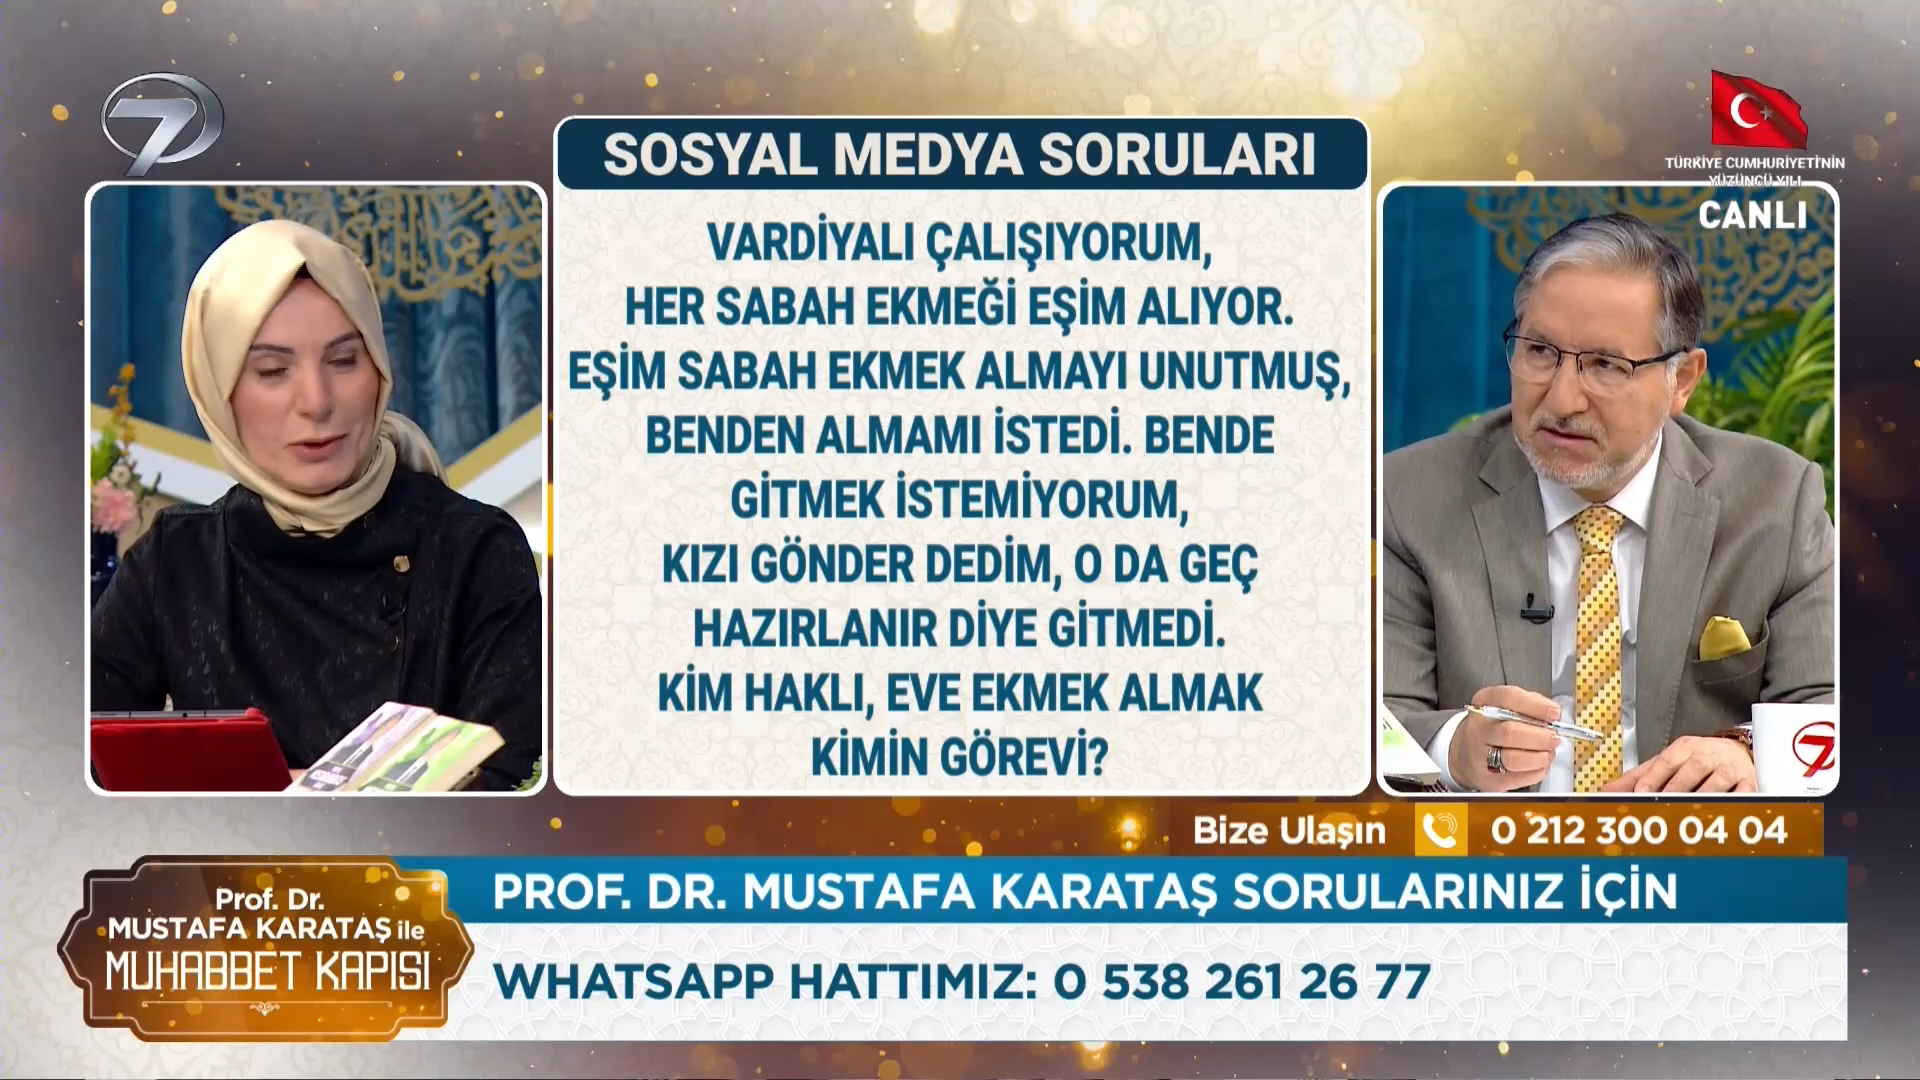 7
TÜRKİYE CUMHURİYETİ'NİN
YÜZÜNCÜ YILI
CANLI
SOSYAL MEDYA SORULARI
VARDİYALI ÇALIŞIYORUM,
HER SABAH EKMEĞİ EŞİM ALIYOR.
EŞİM SABAH EKMEK ALMAYI UNUTMUŞ,
BENDEN ALMAMI İSTEDİ. BENDE
GİTMEK İSTEMİYORUM,
KIZI GÖNDER DEDİM, O DA GEÇ
HAZIRLANIR DİYE GİTMEDİ.
KİM HAKLI, EVE EKMEK ALMAK
KİMİN GÖREVİ?
7
Bize Ulaşın 0 212 300 04 04
Prof. Dr.
MUSTAFA KARATAŞ ile
MUHABBET KAPISI
PROF. DR. MUSTAFA KARATAŞ SORULARINIZ İÇİN
WHATSAPP HATTIMIZ: 0 538 261 26 77